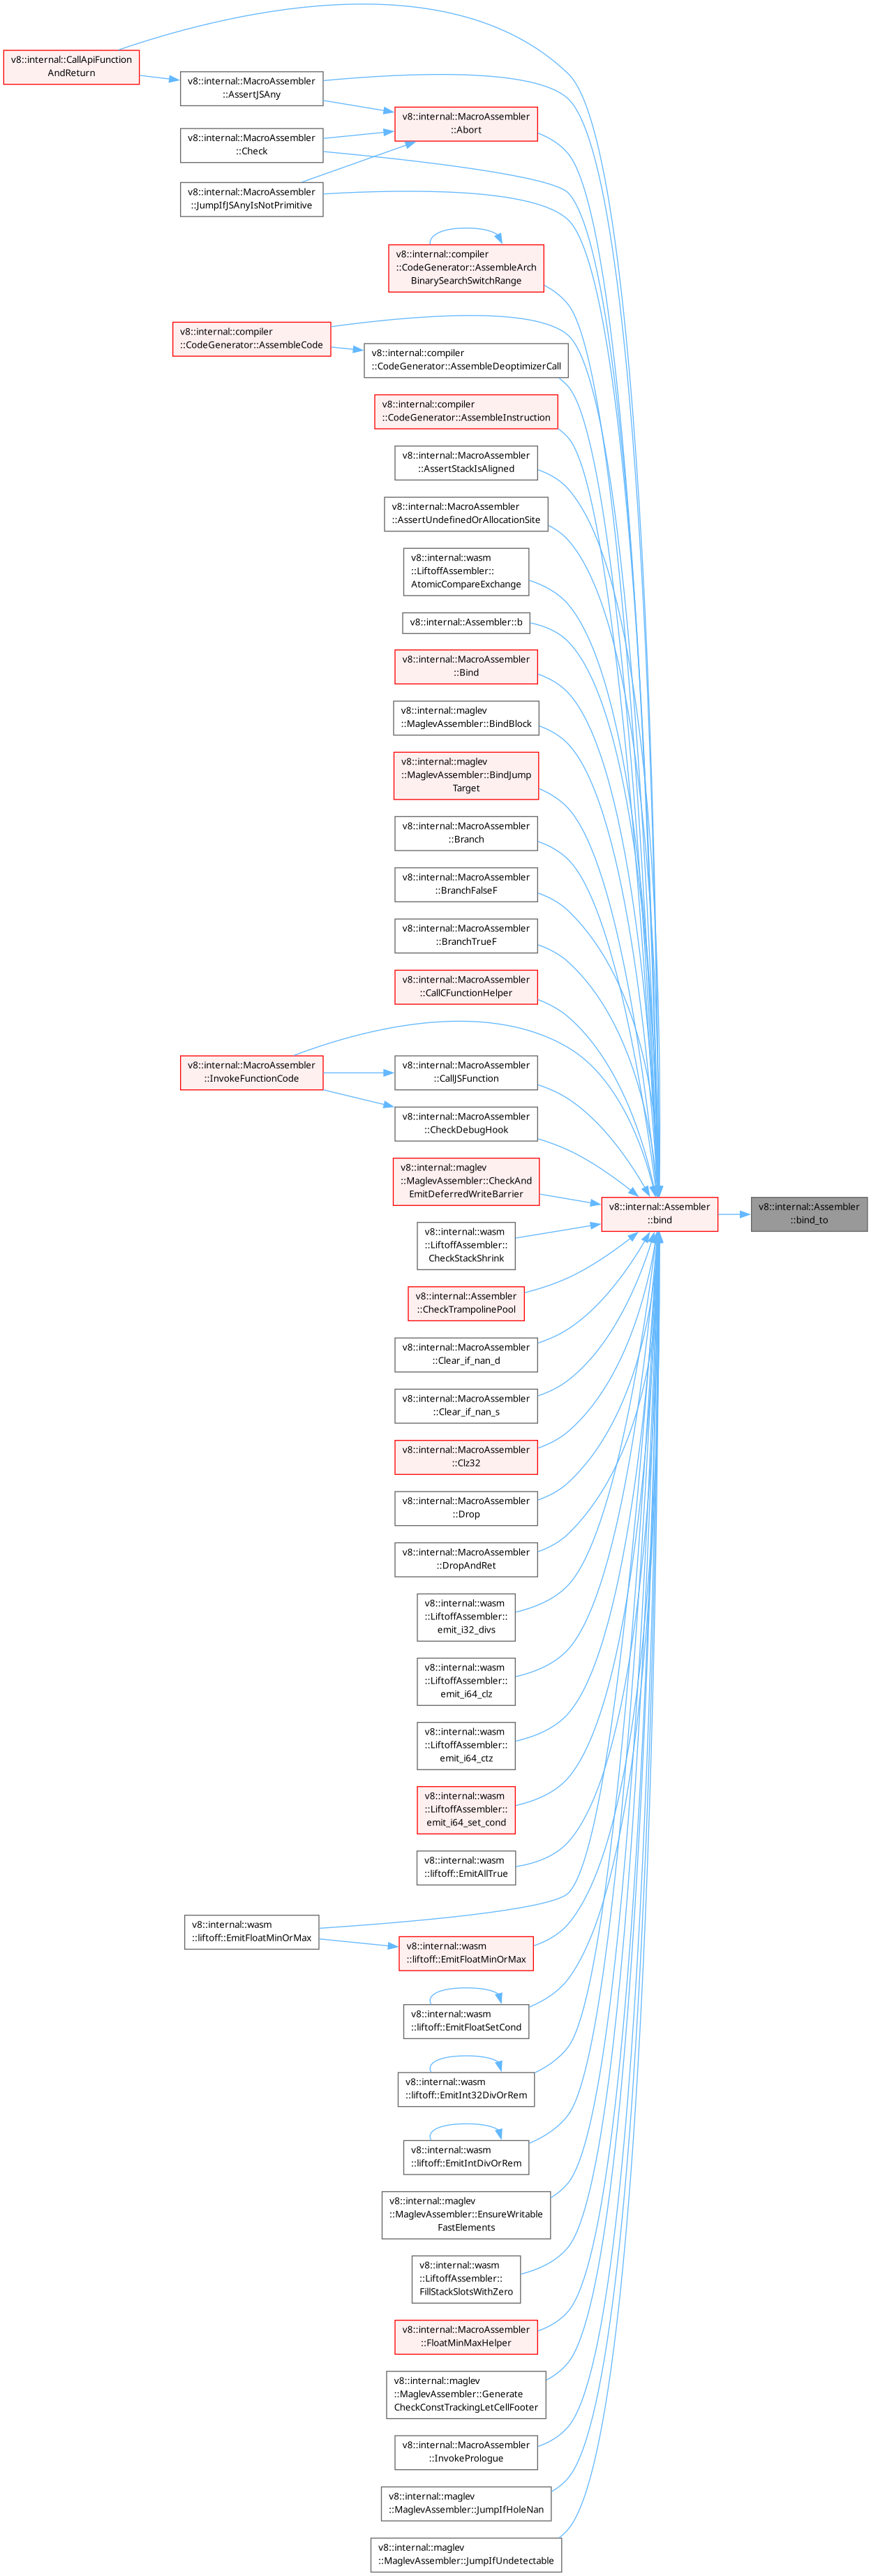 v8::internal::CallApiFunction
AndReturn
v8::internal::MacroAssembler
::AssertJSAny
v8::internal::MacroAssembler
::Abort
v8::internal::MacroAssembler
::Check
v8::internal::MacroAssembler
::JumpIfJSAnyIsNotPrimitive
v8::internal::compiler
::CodeGenerator::AssembleArch
BinarySearchSwitchRange
v8::internal::compiler
::CodeGenerator::AssembleCode
v8::internal::compiler
::CodeGenerator::AssembleDeoptimizerCall
v8::internal::compiler
::CodeGenerator::AssembleInstruction
v8::internal::MacroAssembler
::AssertStackIsAligned
v8::internal::MacroAssembler
::AssertUndefinedOrAllocationSite
v8::internal::wasm
::LiftoffAssembler::
AtomicCompareExchange
v8::internal::Assembler::b
v8::internal::MacroAssembler
::Bind
v8::internal::maglev
::MaglevAssembler::BindBlock
v8::internal::maglev
::MaglevAssembler::BindJump
Target
v8::internal::MacroAssembler
::Branch
v8::internal::MacroAssembler
::BranchFalseF
v8::internal::MacroAssembler
::BranchTrueF
v8::internal::MacroAssembler
::CallCFunctionHelper
v8::internal::MacroAssembler
::InvokeFunctionCode
v8::internal::MacroAssembler
::CallJSFunction
v8::internal::MacroAssembler
::CheckDebugHook
v8::internal::maglev
::MaglevAssembler::CheckAnd
EmitDeferredWriteBarrier
v8::internal::Assembler
::bind
v8::internal::Assembler
::bind_to
v8::internal::wasm
::LiftoffAssembler::
CheckStackShrink
v8::internal::Assembler
::CheckTrampolinePool
v8::internal::MacroAssembler
::Clear_if_nan_d
v8::internal::MacroAssembler
::Clear_if_nan_s
v8::internal::MacroAssembler
::Clz32
v8::internal::MacroAssembler
::Drop
v8::internal::MacroAssembler
::DropAndRet
v8::internal::wasm
::LiftoffAssembler::
emit_i32_divs
v8::internal::wasm
::LiftoffAssembler::
emit_i64_clz
v8::internal::wasm
::LiftoffAssembler::
emit_i64_ctz
v8::internal::wasm
::LiftoffAssembler::
emit_i64_set_cond
v8::internal::wasm
::liftoff::EmitAllTrue
v8::internal::wasm
::liftoff::EmitFloatMinOrMax
v8::internal::wasm
::liftoff::EmitFloatMinOrMax
v8::internal::wasm
::liftoff::EmitFloatSetCond
v8::internal::wasm
::liftoff::EmitInt32DivOrRem
v8::internal::wasm
::liftoff::EmitIntDivOrRem
v8::internal::maglev
::MaglevAssembler::EnsureWritable
FastElements
v8::internal::wasm
::LiftoffAssembler::
FillStackSlotsWithZero
v8::internal::MacroAssembler
::FloatMinMaxHelper
v8::internal::maglev
::MaglevAssembler::Generate
CheckConstTrackingLetCellFooter
v8::internal::MacroAssembler
::InvokePrologue
v8::internal::maglev
::MaglevAssembler::JumpIfHoleNan
v8::internal::maglev
::MaglevAssembler::JumpIfUndetectable